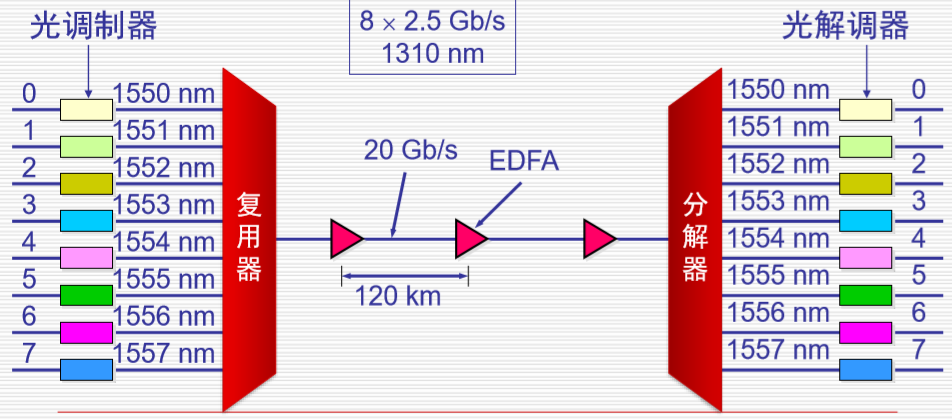 光调制器
8 × 2.5 Gb/s
1310 nm
光解调器
0 1550 nm
1 1551 nm
2 1552 nm
3 1553 nm
4 1554 nm
5 1555 nm
6 1556 nm
7 1557 nm
复用器
20 Gb/s
EDFA
120 km
分解器
1550 nm 0
1551 nm 1
1552 nm 2
1553 nm 3
1554 nm 4
1555 nm 5
1556 nm 6
1557 nm 7